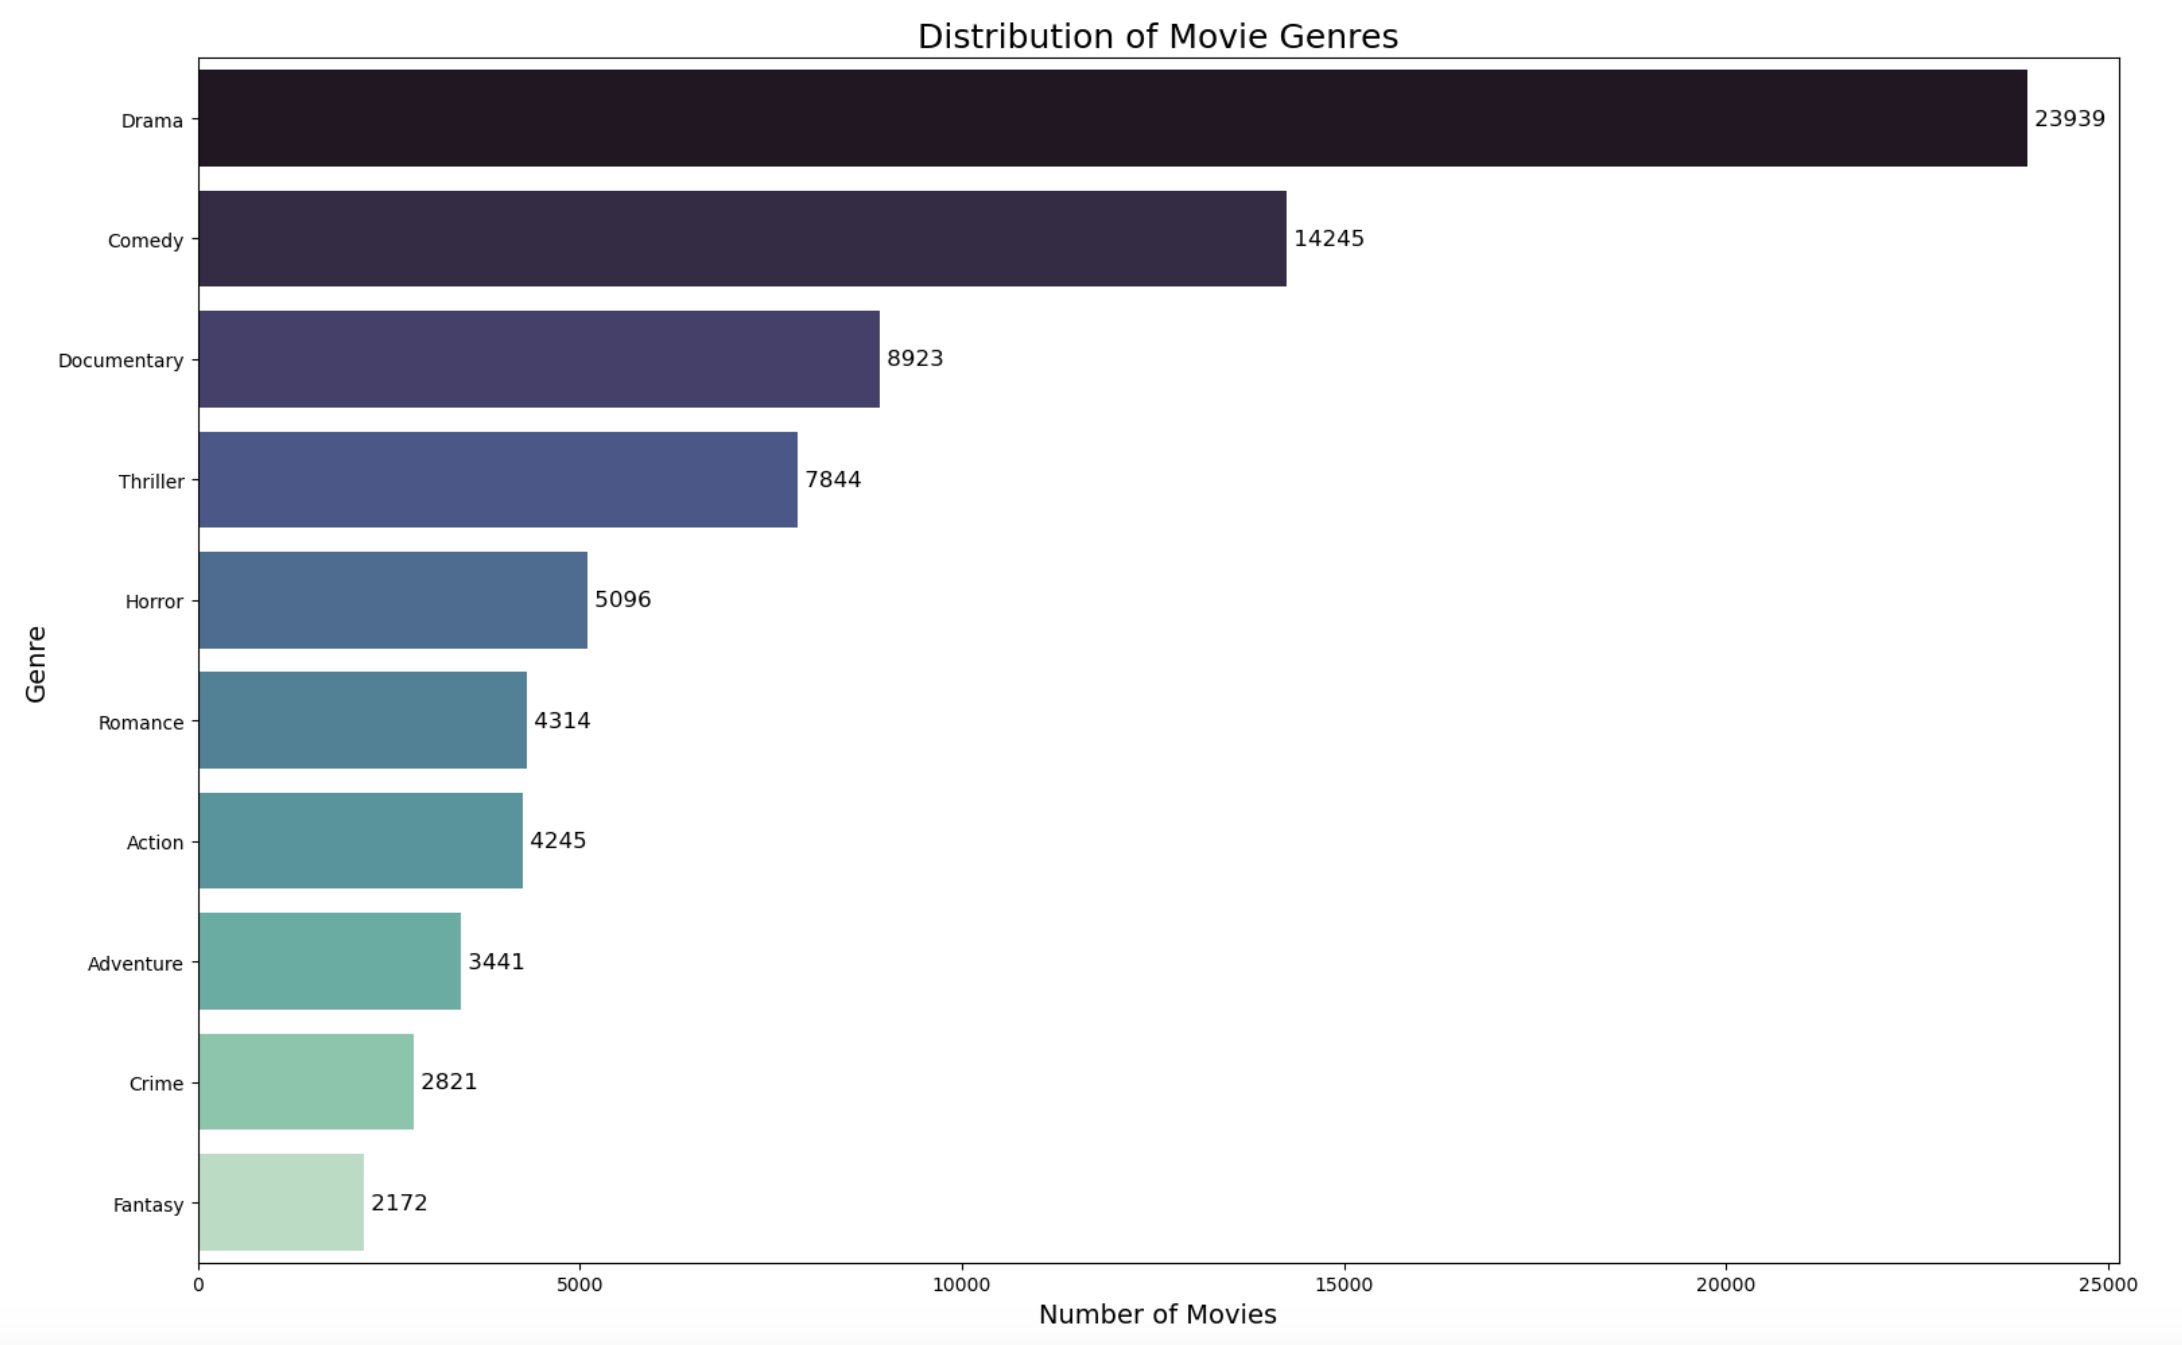 Distribution of Movie Genres
Drama 23939
Comedy 14245
Documentary 8923
Thriller 7844
Horror 5096
Romance 4314
Action 4245
Adventure 3441
Crime 2821
Fantasy 2172
Genre
0 5000 10000 15000 20000 25000
Number of Movies